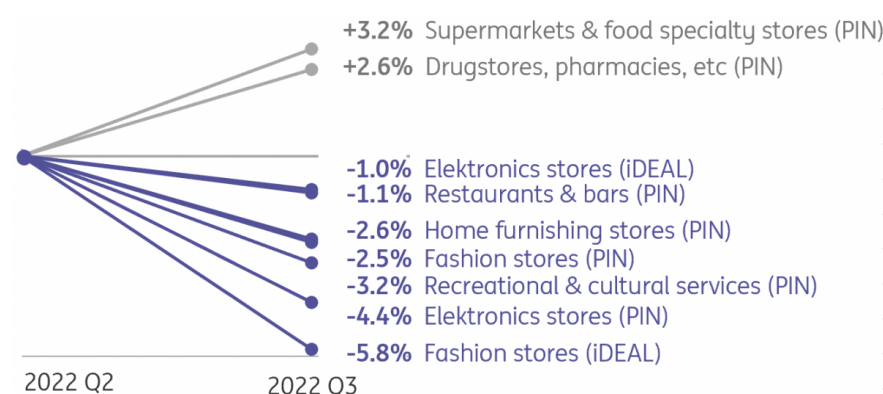 +3.2% Supermarkets & food specialty stores (PIN)
+2.6% Drugstores, pharmacies, etc (PIN)
-1.0% Elektronics stores (iDEAL)
-1.1% Restaurants & bars (PIN)
-2.6% Home furnishing stores (PIN)
-2.5% Fashion stores (PIN)
-3.2% Recreational & cultural services (PIN)
-4.4% Elektronics stores (PIN)
-5.8% Fashion stores (iDEAL)
2022 Q2 2022 Q3